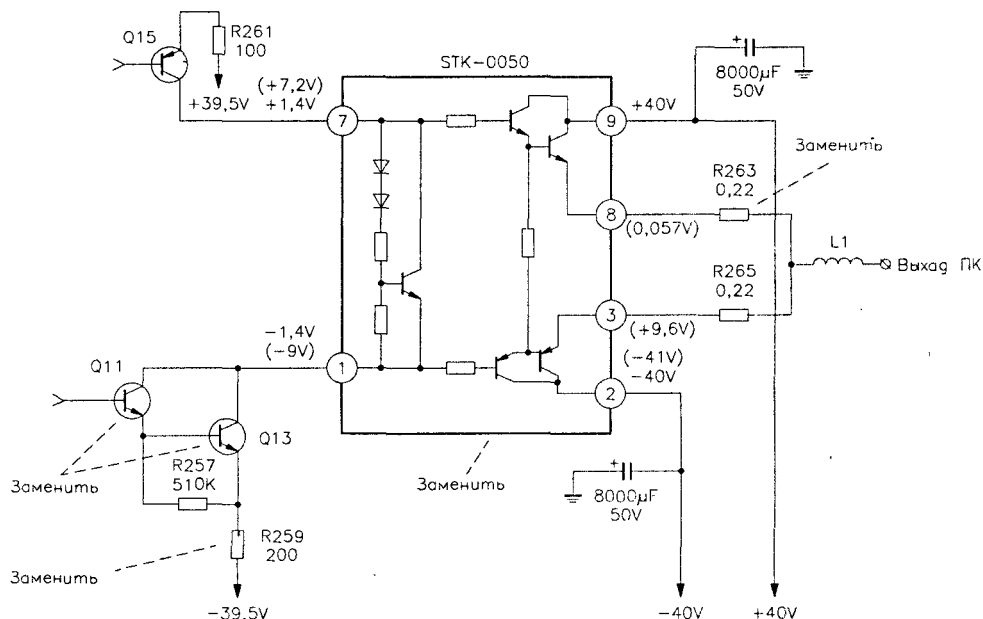 Q15
R261
100
+39,5V
(+7,2V)
+1,4V
STK-0050
7
9
+40V
+
8000µF
50V
Заменить
R263
0,22
8
(0,057V)
L1
Выхад ПК
R265
0,22
3
(+9,6V)
(-41V)
-40V
2
-1,4V
(-9V)
1
Q11
Q13
R257
510K
Заменить
R259
200
Заменить
-39,5V
Заменить
+
8000µF
50V
-40V
+40V